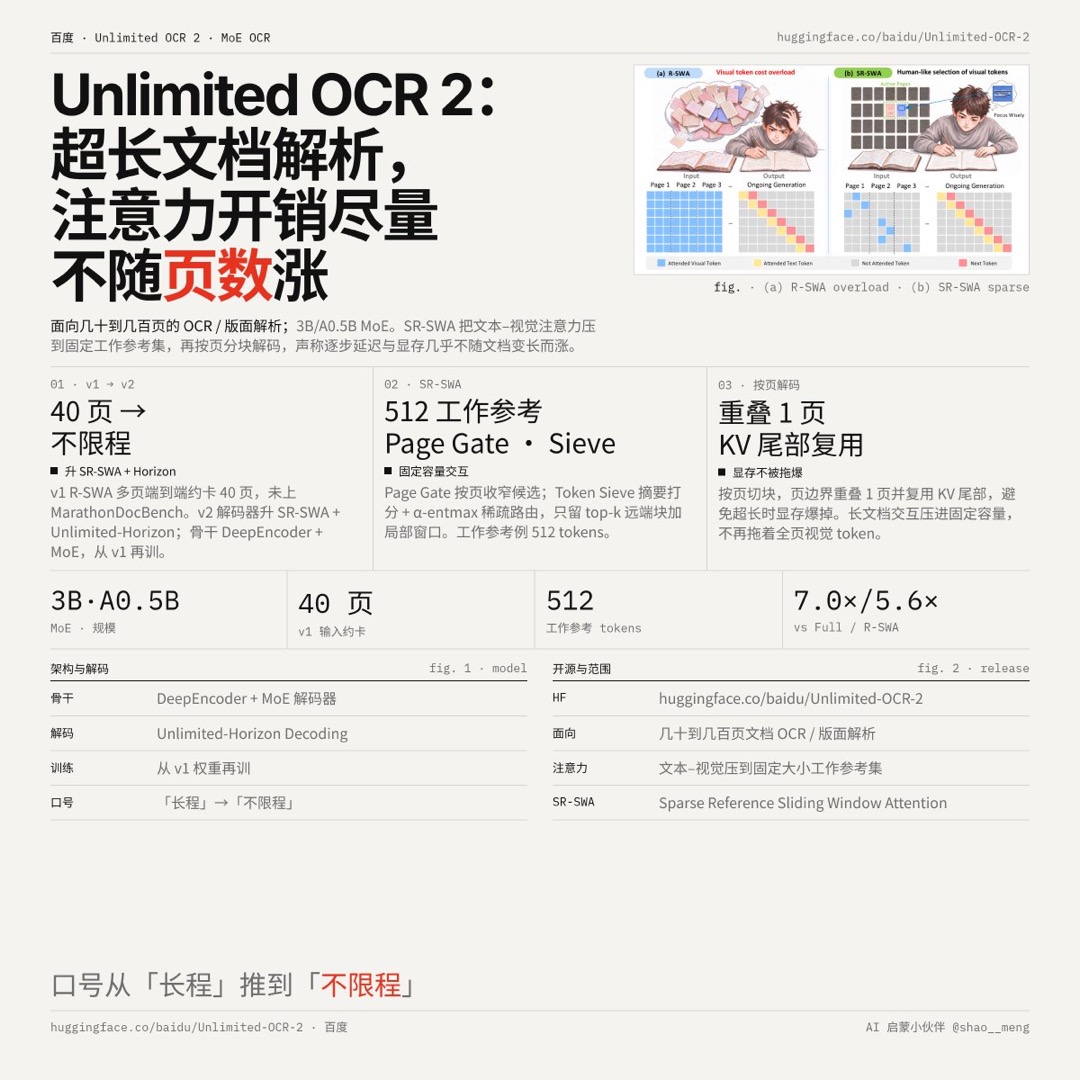 百度 · Unlimited OCR 2 · MoE OCR
huggingface.co/baidu/Unlimited-OCR-2
Unlimited OCR 2：
超长文档解析，
注意力开销尽量
不随页数涨
(a) R-SWA
Visual token cost overload
(b) SR-SWA
Human-like selection of visual tokens
Active Pages
Focus Wisely
Input
Output
Input
Output
Page 1 Page 2 Page 3 … Ongoing Generation
Page 1 Page 2 Page 3 … Ongoing Generation
Attended Visual Token
Attended Text Token
Not Attended Token
Next Token
fig. · (a) R-SWA overload · (b) SR-SWA sparse
面向几十到几百页的 OCR / 版面解析；3B/A0.5B MoE。SR-SWA 把文本–视觉注意力压
到固定工作参考集，再按页分块解码，声称逐步延迟与显存几乎不随文档变长而涨。
01 · v1 → v2
40 页 →
不限程
■ 升 SR-SWA + Horizon
v1 R-SWA 多页端到端约卡 40 页，未上
MarathonDocBench。v2 解码器升 SR-SWA +
Unlimited-Horizon；骨干 DeepEncoder +
MoE，从 v1 再训。
02 · SR-SWA
512 工作参考
Page Gate · Sieve
■ 固定容量交互
Page Gate 按页收窄候选；Token Sieve 摘要打
分 + α-entmax 稀疏路由，只留 top-k 远端块加
局部窗口。工作参考例 512 tokens。
03 · 按页解码
重叠 1 页
KV 尾部复用
■ 显存不被拖爆
按页切块，页边界重叠 1 页并复用 KV 尾部，避
免超长时显存爆掉。长文档交互压进固定容量，
不再拖着全页视觉 token。
3B·A0.5B
MoE · 规模
40 页
v1 输入约卡
512
工作参考 tokens
7.0×/5.6×
vs Full / R-SWA
架构与解码
fig. 1 · model
骨干 DeepEncoder + MoE 解码器
解码 Unlimited-Horizon Decoding
训练 从 v1 权重再训
口号 「长程」→「不限程」
开源与范围
fig. 2 · release
HF huggingface.co/baidu/Unlimited-OCR-2
面向 几十到几百页文档 OCR / 版面解析
注意力 文本–视觉压到固定大小工作参考集
SR-SWA Sparse Reference Sliding Window Attention
口号从「长程」推到「不限程」
huggingface.co/baidu/Unlimited-OCR-2 · 百度
AI 启蒙小伙伴 @shao__meng